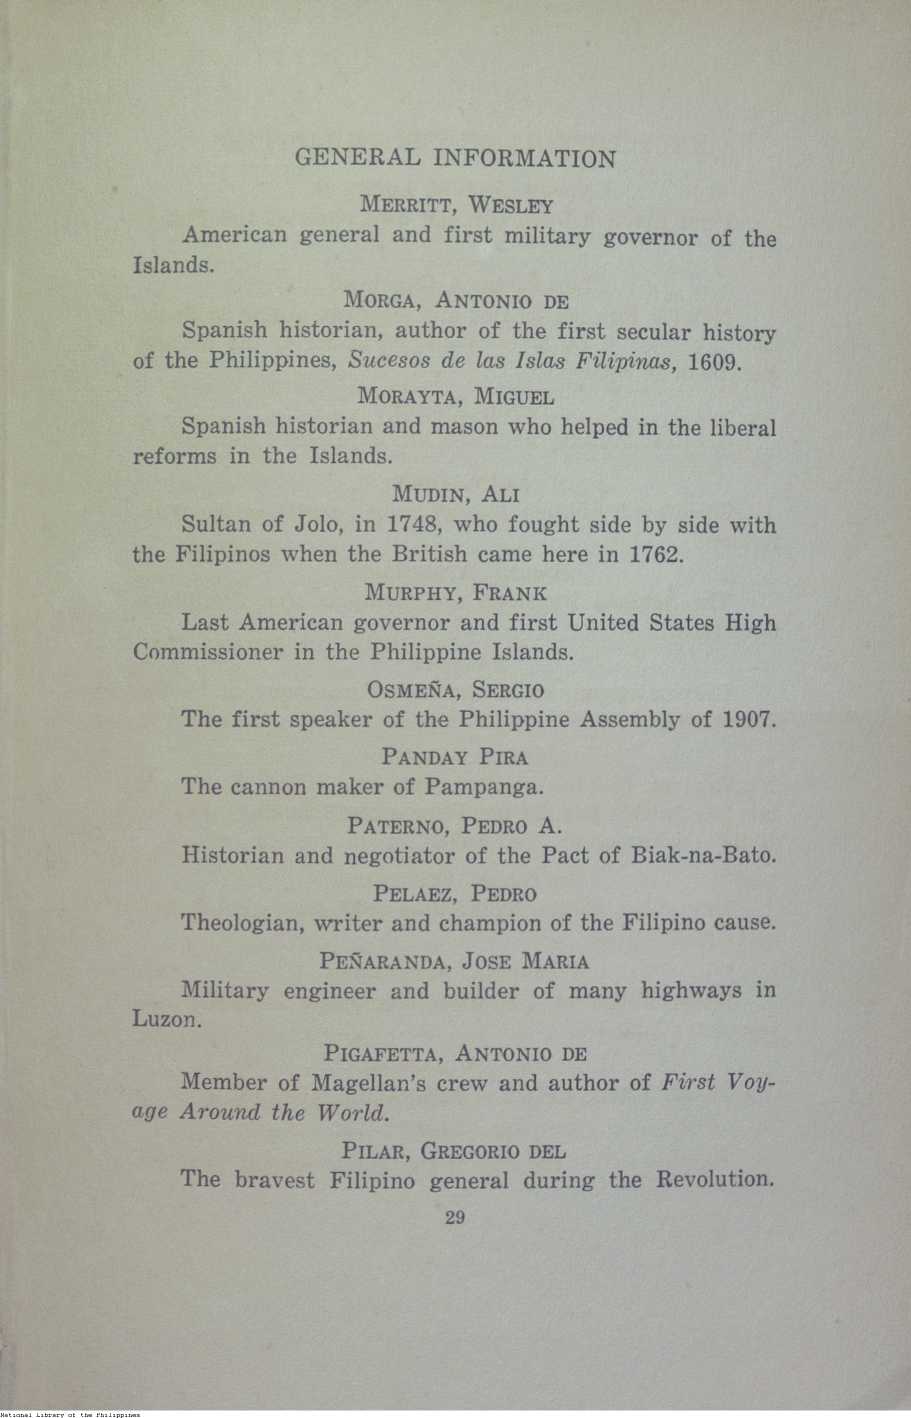 GENERAL INFORMATION
MERRITT, WESLEY
American general and first military governor of the
Islands.
MORGA, ANTONIO DE
Spanish historian, author of the first secular history
of the Philippines, Sucesos de las Islas Filipinas, 1609.
MORAYTA, MIGUEL
Spanish historian and mason who helped in the liberal
reforms in the Islands.
MUDIN, ALI
Sultan of Jolo, in 1748, who fought side by side with
the Filipinos when the British came here in 1762.
MURPHY, FRANK
Last American governor and first United States High
Commissioner in the Philippine Islands.
OSMEÑA, SERGIO
The first speaker of the Philippine Assembly of 1907.
PANDAY PIRA
The cannon maker of Pampanga.
PATERNO, PEDRO A.
Historian and negotiator of the Pact of Biak-na-Bato.
PELAEZ, PEDRO
Theologian, writer and champion of the Filipino cause.
PEÑARANDA, JOSE MARIA
Military engineer and builder of many highways in
Luzon.
PIGAFETTA, ANTONIO DE
Member of Magellan's crew and author of First Voy-
age Around the World.
PILAR, GREGORIO DEL
The bravest Filipino general during the Revolution.
29
National Library of the Philippines